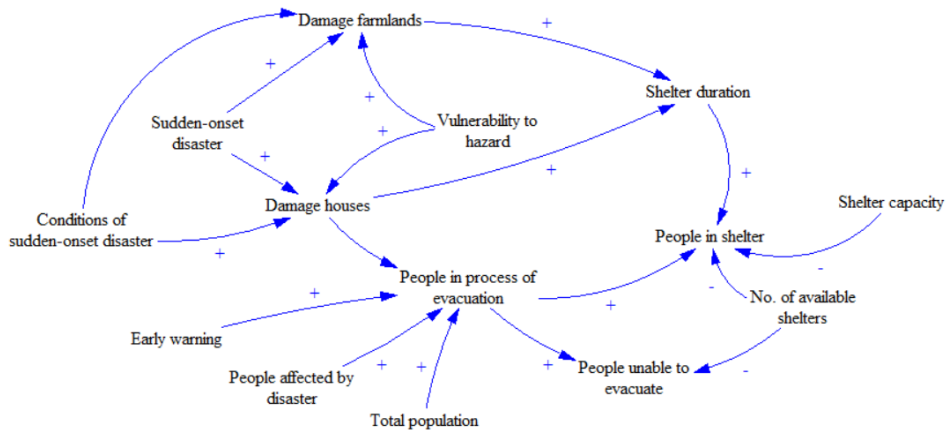 Damage farmlands
+
+
Shelter duration
+
Sudden-onset
disaster
Vulnerability to
hazard
+
+
+
+
Damage houses
Shelter capacity
Conditions of
sudden-onset disaster
+
People in shelter
-
People in process of
evacuation
-
No. of available
shelters
+
+
Early warning
People affected by
disaster
+
+
+
People unable to
evacuate
-
Total population